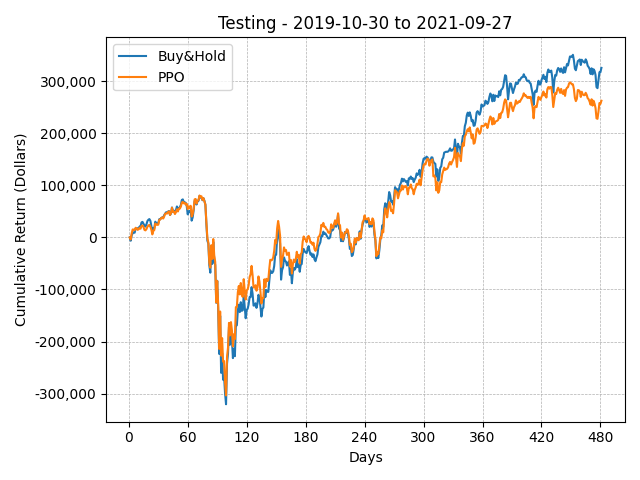 Testing - 2019-10-30 to 2021-09-27
Buy&Hold
PPO
Cumulative Return (Dollars)
300,000
200,000
100,000
0
-100,000
-200,000
-300,000
0 60 120 180 240 300 360 420 480
Days